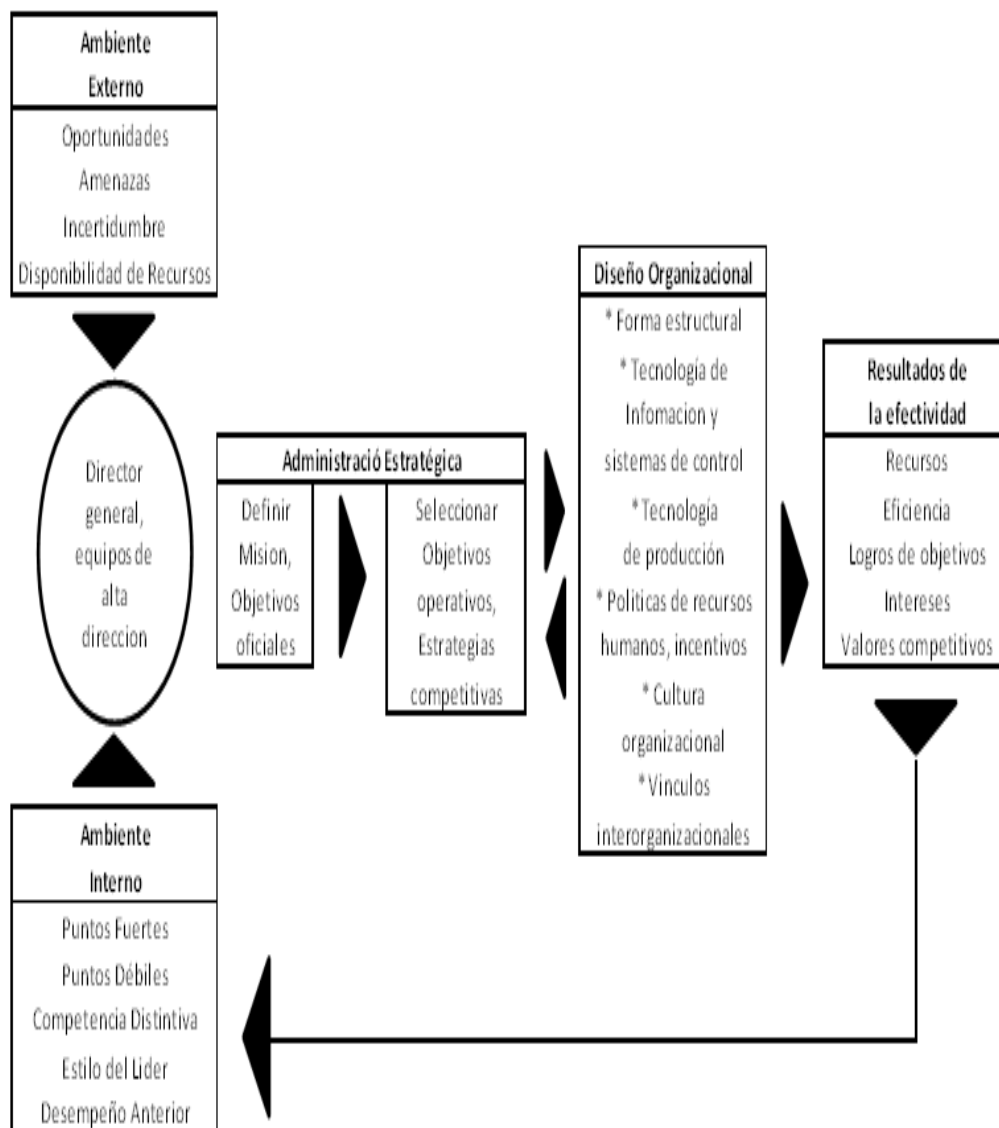 Ambiente
Externo
Oportunidades
Amenazas
Incertidumbre
Disponibilidad de Recursos
Director
general,
equipos de
alta
direccion
Ambiente
Interno
Puntos Fuertes
Puntos Débiles
Competencia Distintiva
Estilo del Lider
Desempeño Anterior
Administració Estratégica
Definir
Mision,
Objetivos
oficiales
Seleccionar
Objetivos
operativos,
Estrategias
competitivas
Diseño Organizacional
* Forma estructural
* Tecnología de
Infomacion y
sistemas de control
* Tecnología
de producción
* Politicas de recursos
humanos, incentivos
* Cultura
organizacional
* Vinculos
interorganizacionales
Resultados de
la efectividad
Recursos
Eficiencia
Logros de objetivos
Intereses
Valores competitivos